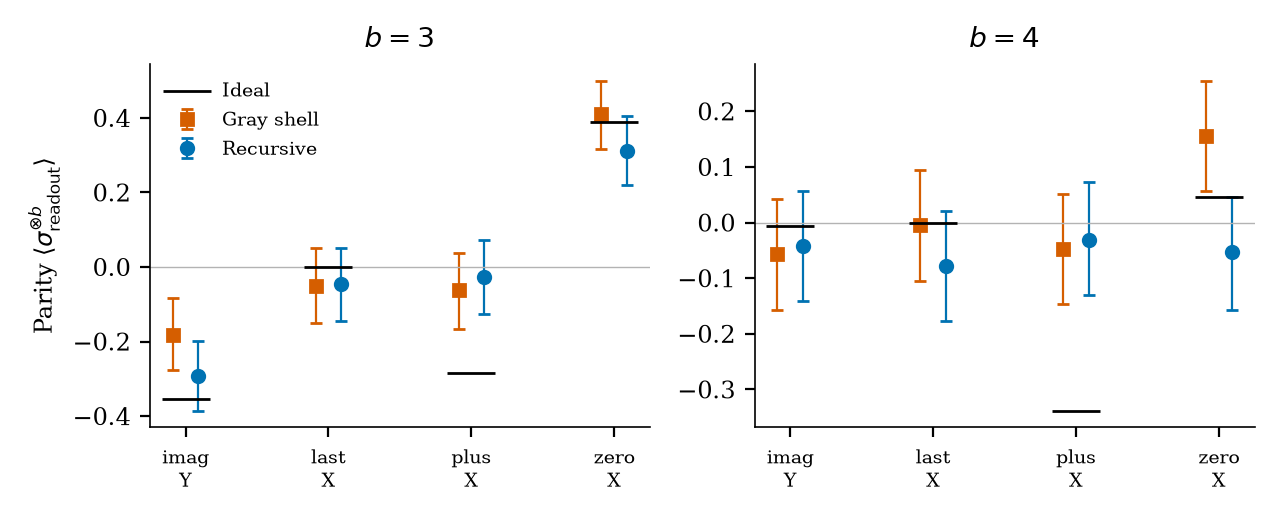 b = 3
b = 4
Ideal
Gray shell
Recursive
Parity ⟨σ^{⊗b}_{readout}⟩
0.4
0.2
0.0
−0.2
−0.4
imag
Y
last
X
plus
X
zero
X
0.2
0.1
0.0
−0.1
−0.2
−0.3
imag
Y
last
X
plus
X
zero
X